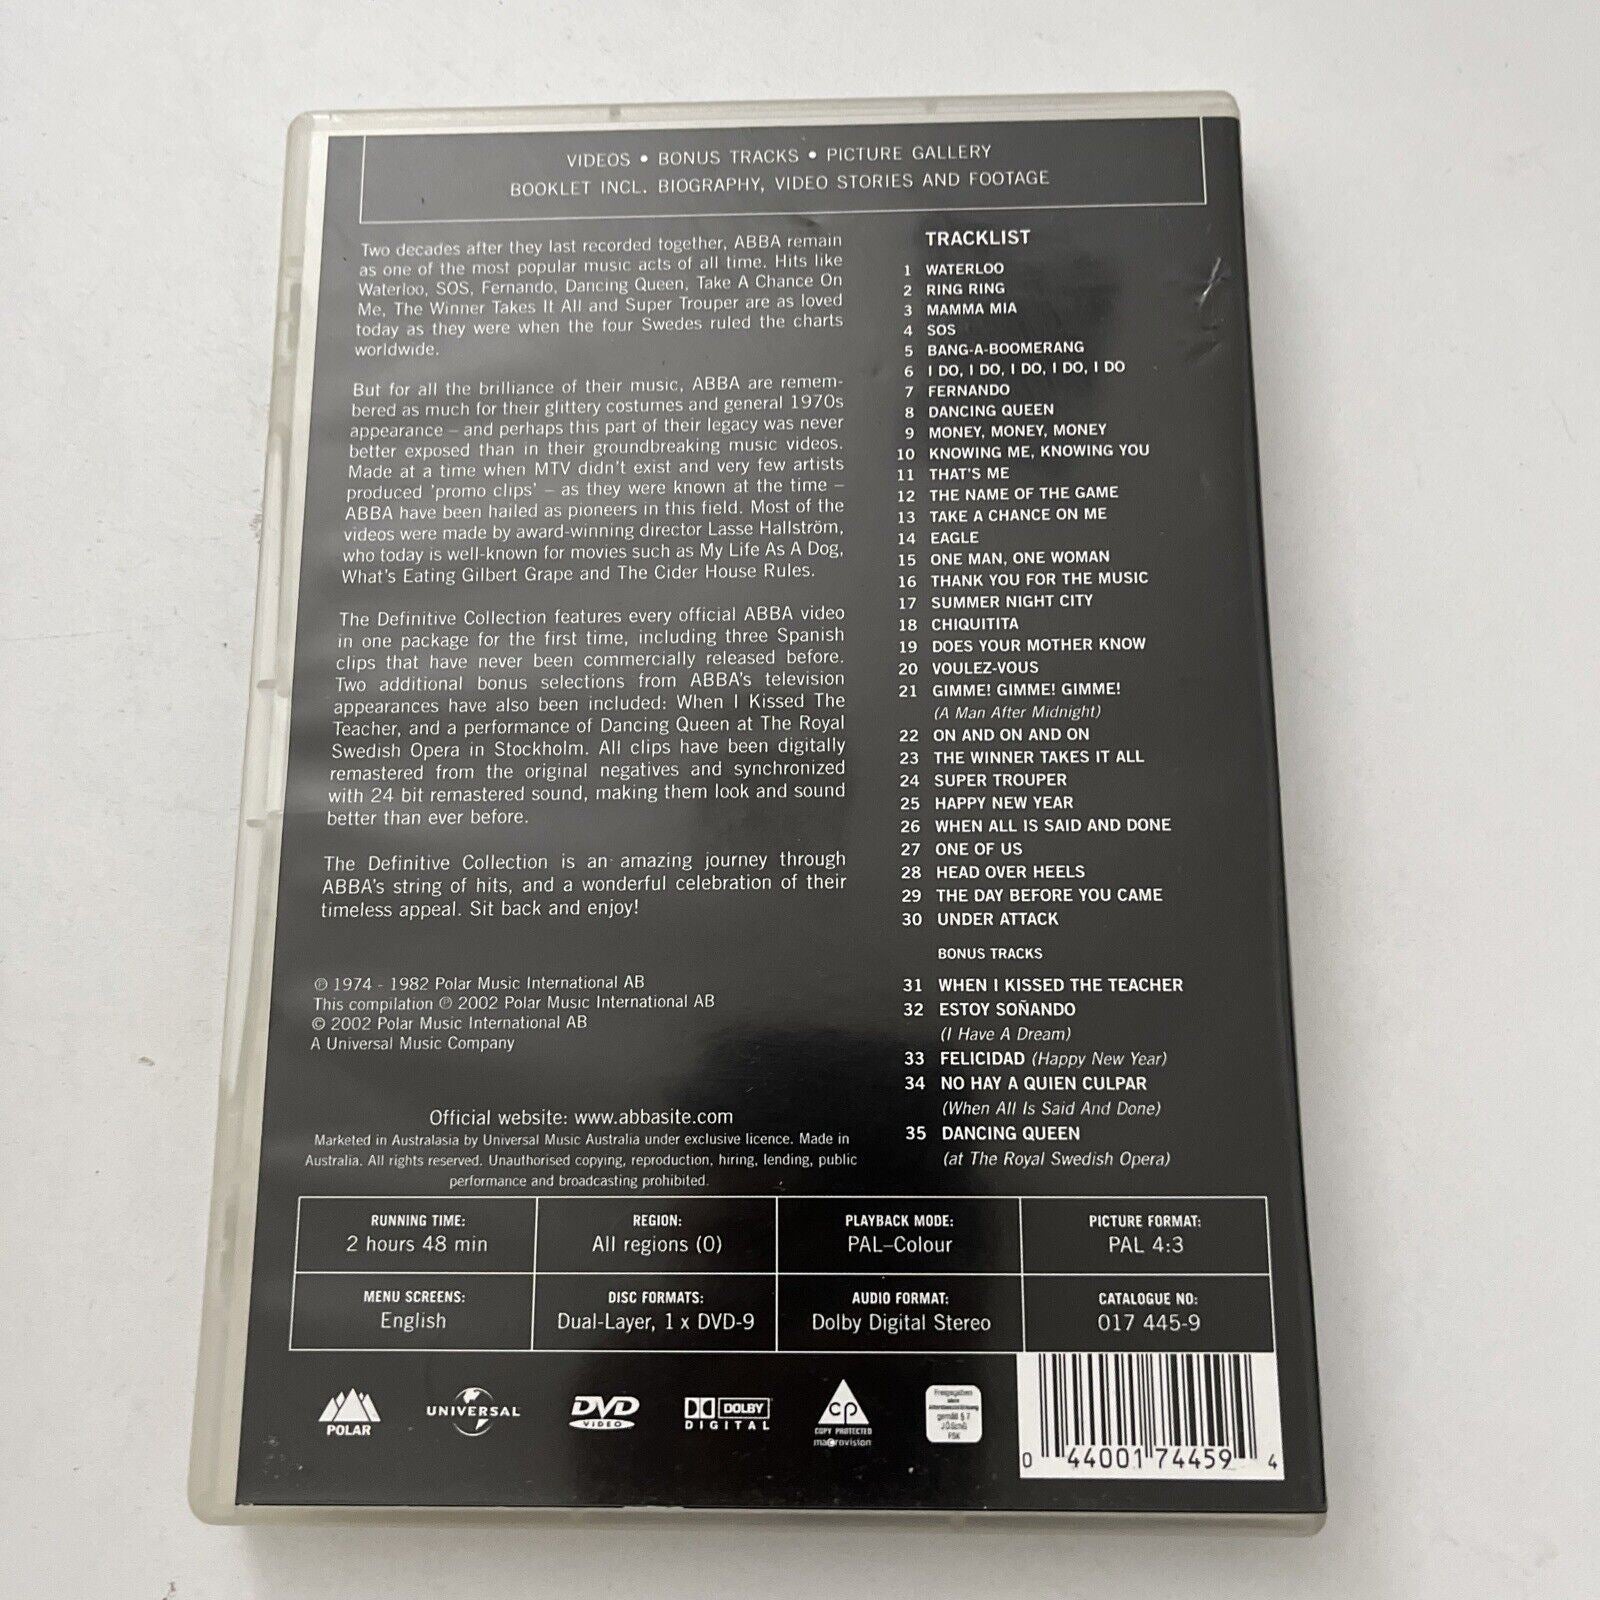 VIDEOS • BONUS TRACKS • PICTURE GALLERY
BOOKLET INCL. BIOGRAPHY, VIDEO STORIES AND FOOTAGE
Two decades after they last recorded together, ABBA remain
as one of the most popular music acts of all time. Hits like
Waterloo, SOS, Fernando, Dancing Queen, Take A Chance On
Me, The Winner Takes It All and Super Trouper are as loved
today as they were when the four Swedes ruled the charts
worldwide.
But for all the brilliance of their music, ABBA are remem-
bered as much for their glittery costumes and general 1970s
appearance – and perhaps this part of their legacy was never
better exposed than in their groundbreaking music videos.
Made at a time when MTV didn't exist and very few artists
produced 'promo clips' – as they were known at the time –
ABBA have been hailed as pioneers in this field. Most of the
videos were made by award-winning director Lasse Hallström,
who today is well-known for movies such as My Life As A Dog,
What's Eating Gilbert Grape and The Cider House Rules.
The Definitive Collection features every official ABBA video
in one package for the first time, including three Spanish
clips that have never been commercially released before.
Two additional bonus selections from ABBA's television
appearances have also been included: When I Kissed The
Teacher, and a performance of Dancing Queen at The Royal
Swedish Opera in Stockholm. All clips have been digitally
remastered from the original negatives and synchronized
with 24 bit remastered sound, making them look and sound
better than ever before.
The Definitive Collection is an amazing journey through
ABBA's string of hits, and a wonderful celebration of their
timeless appeal. Sit back and enjoy!
℗ 1974 - 1982 Polar Music International AB
This compilation ℗ 2002 Polar Music International AB
© 2002 Polar Music International AB
A Universal Music Company
Official website: www.abbasite.com
Marketed in Australasia by Universal Music Australia under exclusive licence. Made in
Australia. All rights reserved. Unauthorised copying, reproduction, hiring, lending, public
performance and broadcasting prohibited.
TRACKLIST
1 WATERLOO
2 RING RING
3 MAMMA MIA
4 SOS
5 BANG-A-BOOMERANG
6 I DO, I DO, I DO, I DO, I DO
7 FERNANDO
8 DANCING QUEEN
9 MONEY, MONEY, MONEY
10 KNOWING ME, KNOWING YOU
11 THAT'S ME
12 THE NAME OF THE GAME
13 TAKE A CHANCE ON ME
14 EAGLE
15 ONE MAN, ONE WOMAN
16 THANK YOU FOR THE MUSIC
17 SUMMER NIGHT CITY
18 CHIQUITITA
19 DOES YOUR MOTHER KNOW
20 VOULEZ-VOUS
21 GIMME! GIMME! GIMME!
(A Man After Midnight)
22 ON AND ON AND ON
23 THE WINNER TAKES IT ALL
24 SUPER TROUPER
25 HAPPY NEW YEAR
26 WHEN ALL IS SAID AND DONE
27 ONE OF US
28 HEAD OVER HEELS
29 THE DAY BEFORE YOU CAME
30 UNDER ATTACK
BONUS TRACKS
31 WHEN I KISSED THE TEACHER
32 ESTOY SOÑANDO
(I Have A Dream)
33 FELICIDAD (Happy New Year)
34 NO HAY A QUIEN CULPAR
(When All Is Said And Done)
35 DANCING QUEEN
(at The Royal Swedish Opera)
RUNNING TIME:
2 hours 48 min
REGION:
All regions (0)
PLAYBACK MODE:
PAL–Colour
PICTURE FORMAT:
PAL 4:3
MENU SCREENS:
English
DISC FORMATS:
Dual-Layer, 1 x DVD-9
AUDIO FORMAT:
Dolby Digital Stereo
CATALOGUE NO:
017 445-9
POLAR
UNIVERSAL
DVD
VIDEO
DOLBY
DIGITAL
cp
COPY PROTECTED
macrovision
Freigegeben
ohne
Altersbeschränkung
gemäß § 7
JÖSchG
FSK
0 44001 74459 4